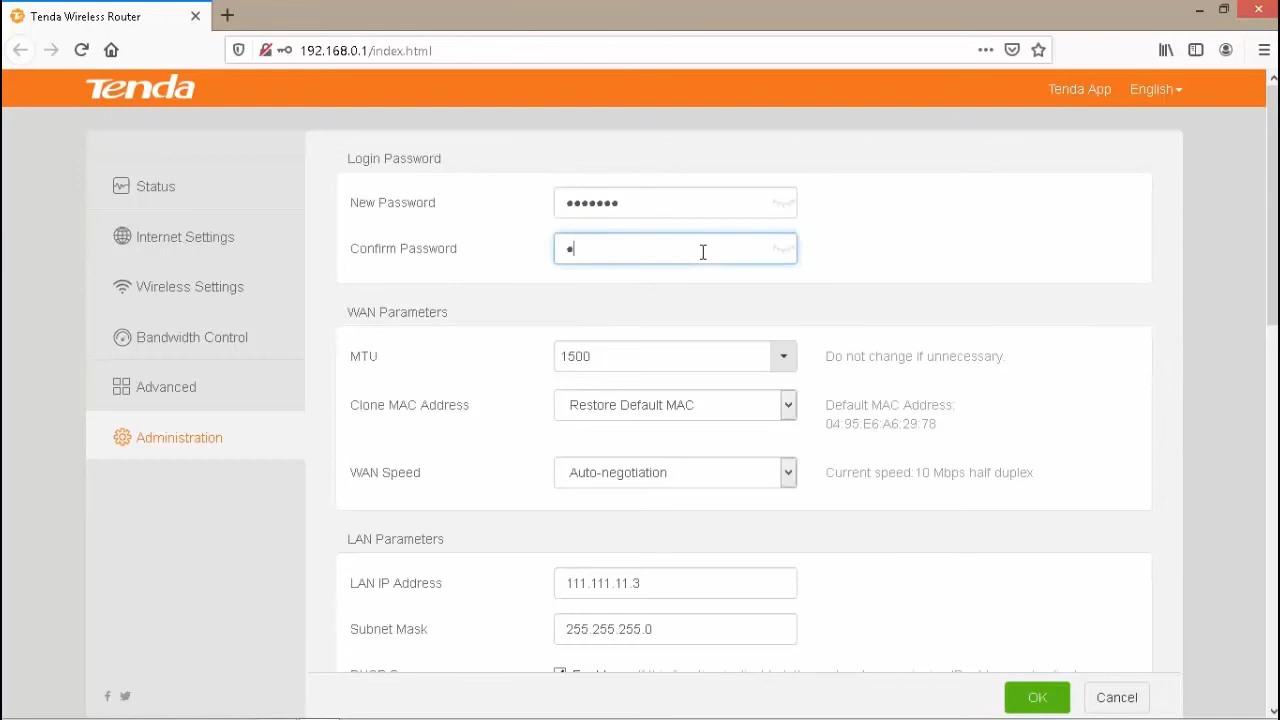 Tenda Wireless Router
192.168.0.1/index.html
Tenda
Tenda App English
Status
Internet Settings
Wireless Settings
Bandwidth Control
Advanced
Administration
Login Password
New Password
Confirm Password
WAN Parameters
MTU 1500 Do not change if unnecessary.
Clone MAC Address Restore Default MAC Default MAC Address:
04:95:E6:A6:29:78
WAN Speed Auto-negotiation Current speed:10 Mbps half duplex
LAN Parameters
LAN IP Address 111.111.11.3
Subnet Mask 255.255.255.0
OK Cancel